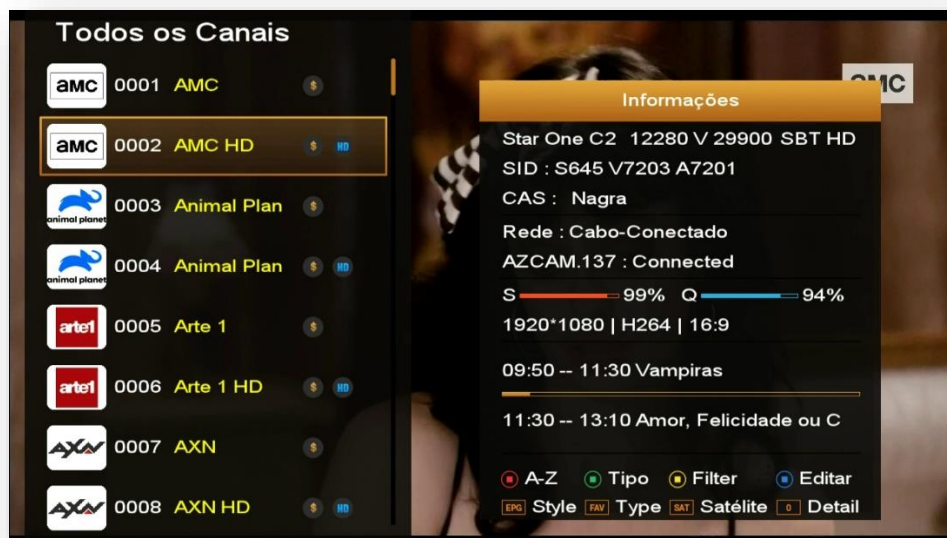 Todos os Canais
amc 0001 AMC $
amc 0002 AMC HD $ HD
animal planet 0003 Animal Plan $
animal planet 0004 Animal Plan $ HD
arte1 0005 Arte 1 $
arte1 0006 Arte 1 HD $ HD
AXN 0007 AXN $
AXN 0008 AXN HD $ HD
amc
Informações
Star One C2 12280 V 29900 SBT HD
SID : S645 V7203 A7201
CAS : Nagra
Rede : Cabo-Conectado
AZCAM.137 : Connected
S 99% Q 94%
1920*1080 | H264 | 16:9
09:50 -- 11:30 Vampiras
11:30 -- 13:10 Amor, Felicidade ou C
A-Z Tipo Filter Editar
EPG Style FAV Type SAT Satélite 0 Detail